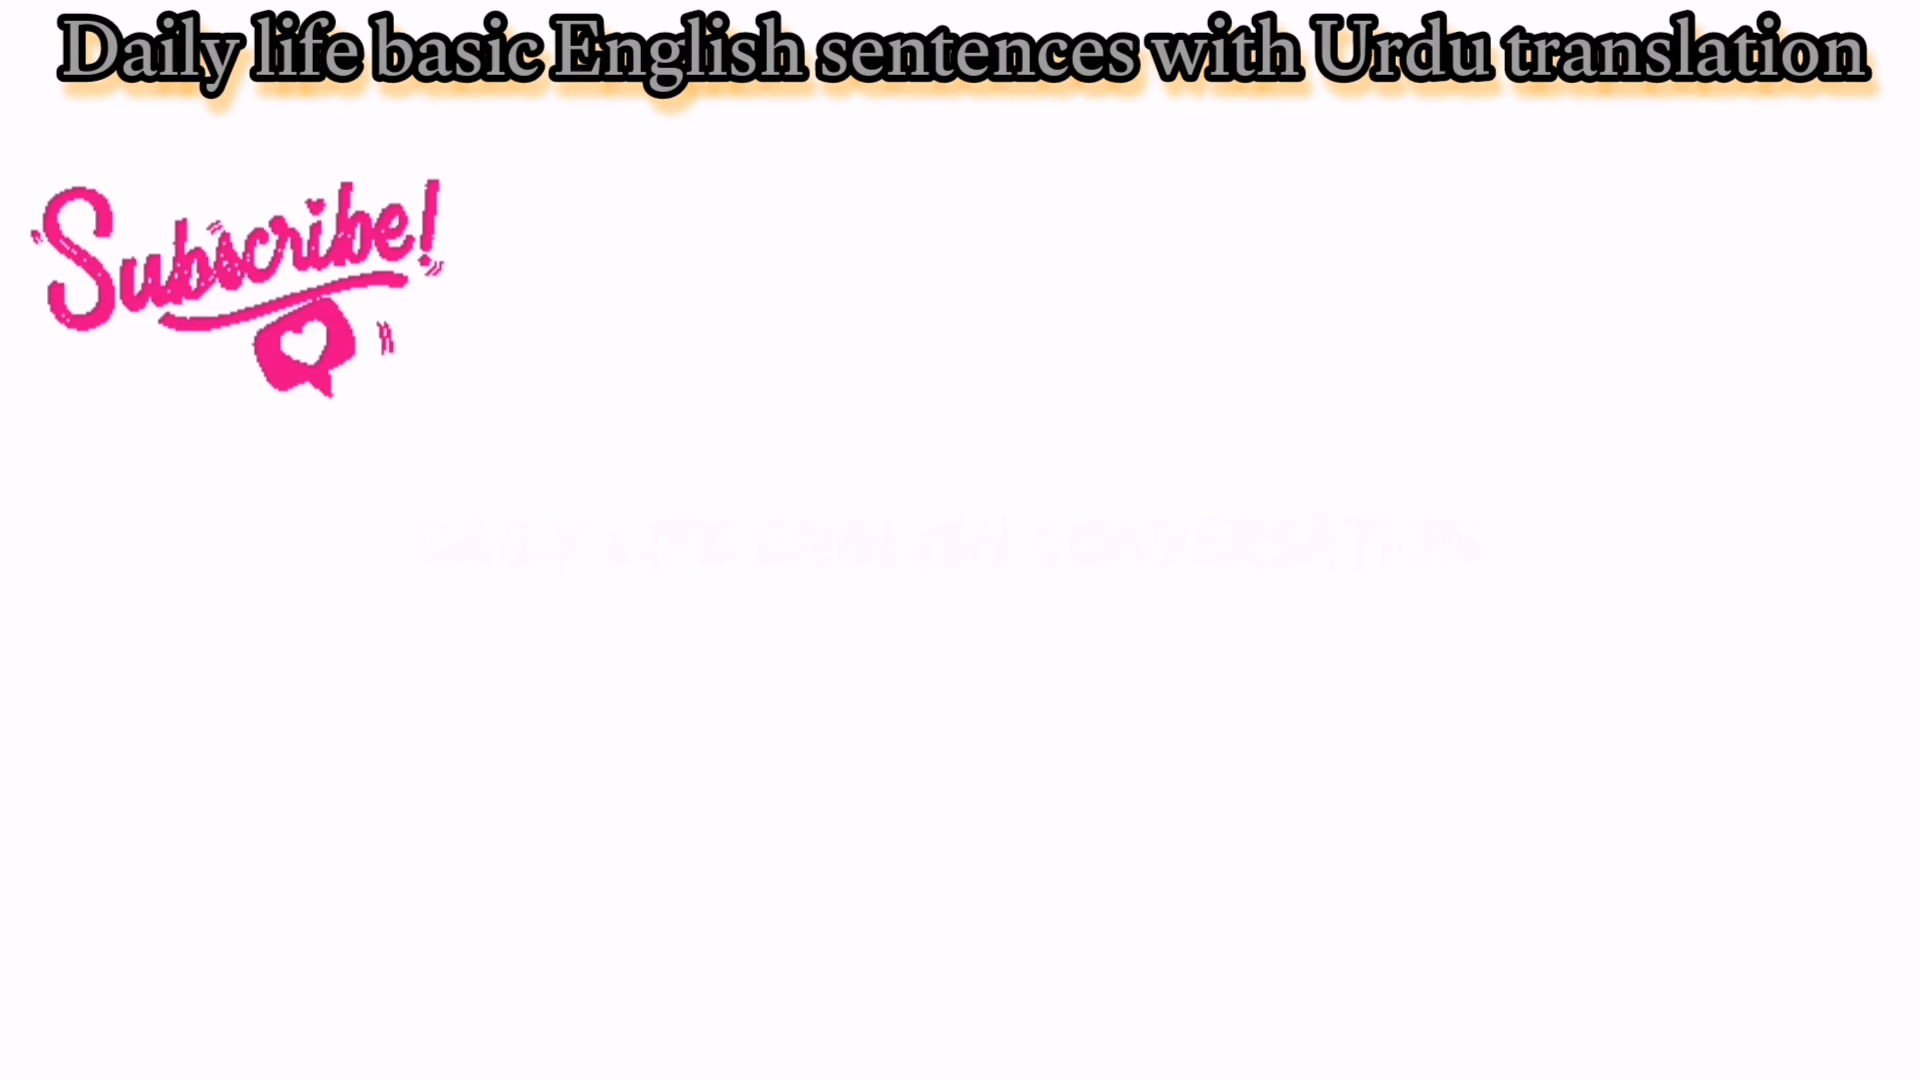 Daily life basic English sentences with Urdu translation
Subscribe!
DAILY LIFE ENGLISH CONVERSATION